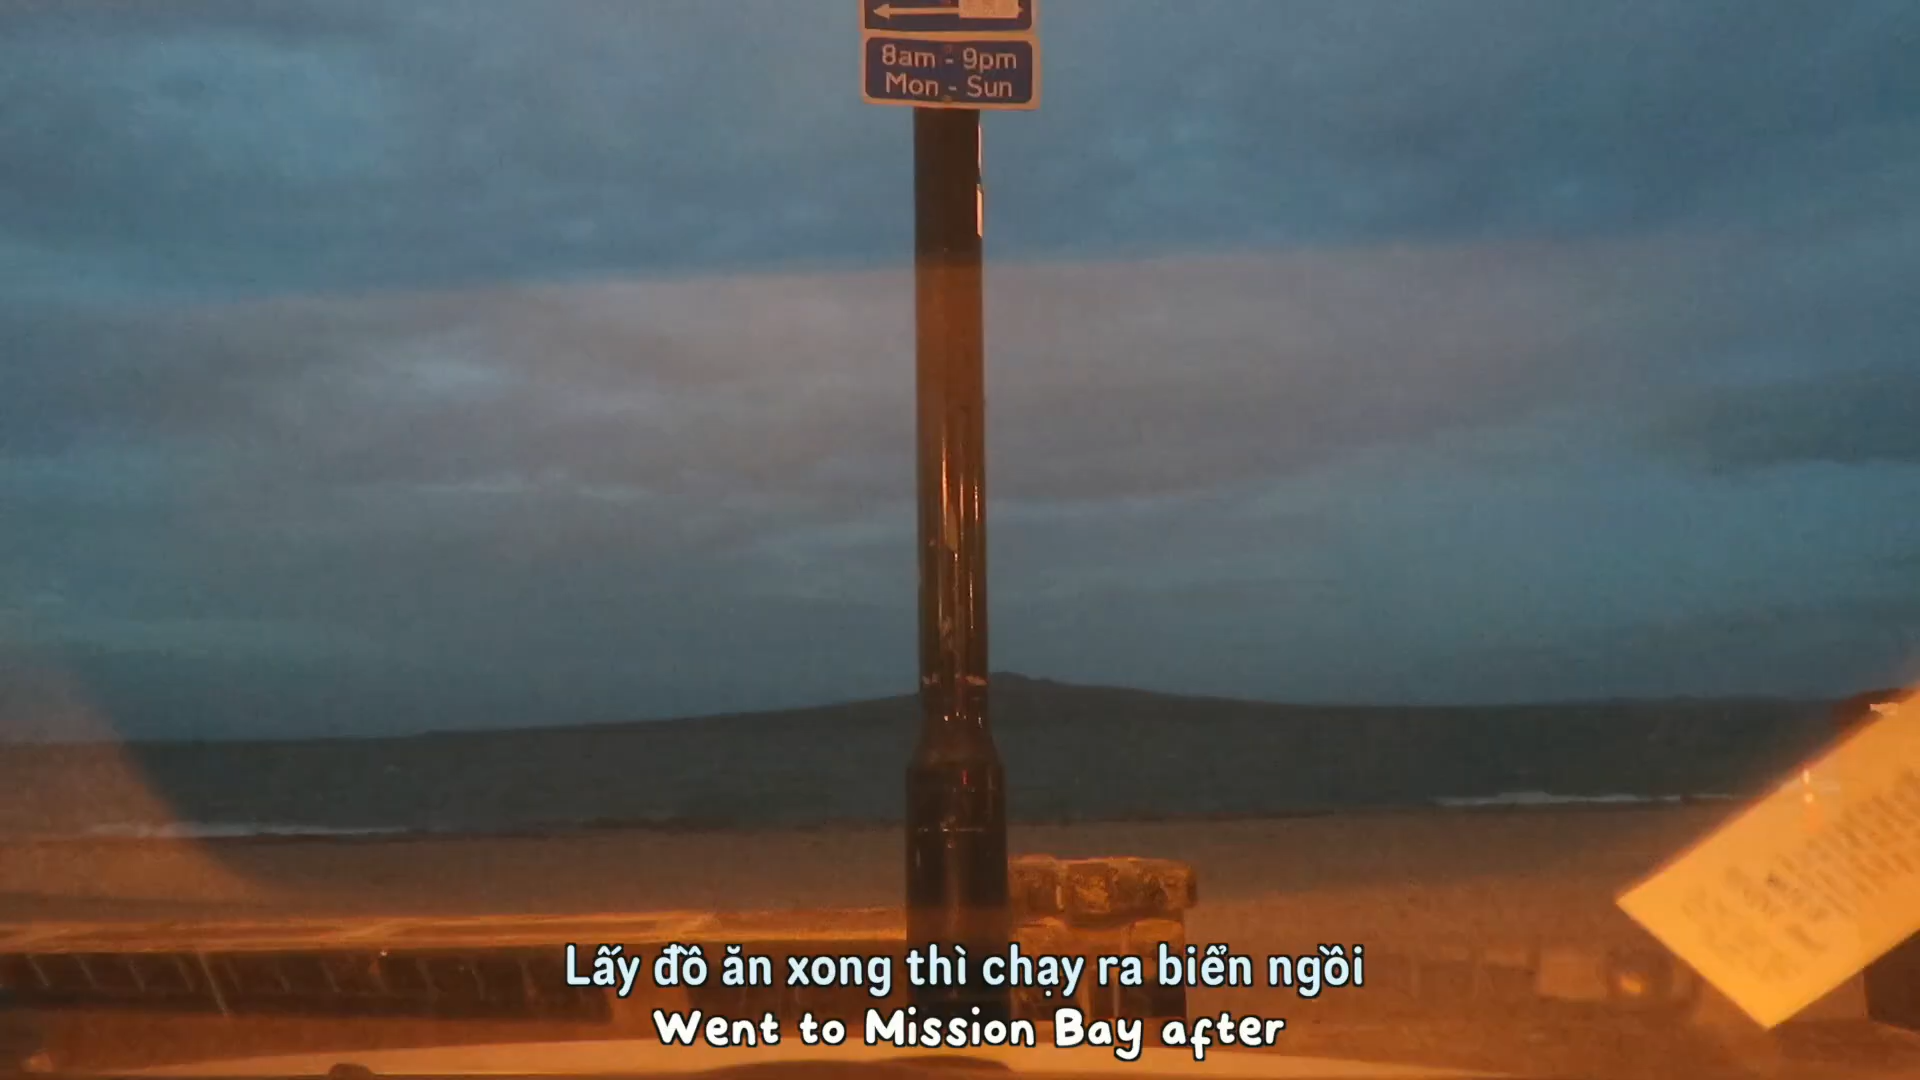 8am - 9pm
Mon - Sun
Lấy đồ ăn xong thì chạy ra biển ngồi
Went to Mission Bay after